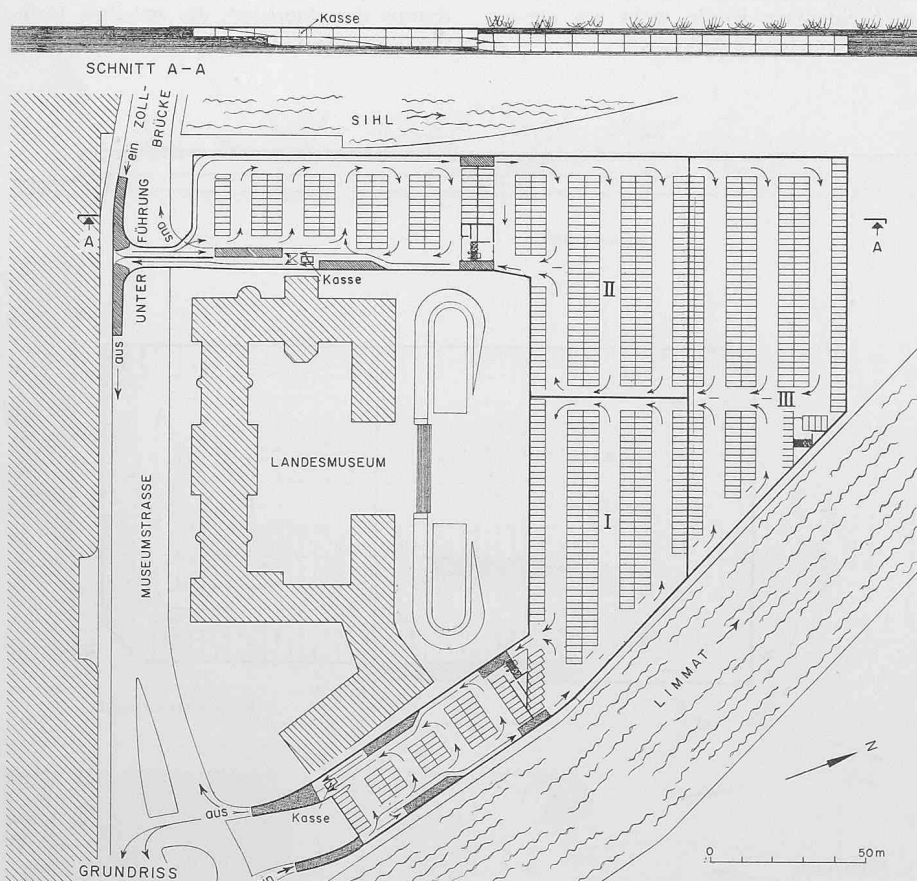 Kasse
SCHNITT A-A
ein ZOLL-
BRÜCKE
SIHL
UNTER FÜHRUNG
aus
A
A
Kasse
II
aus
III
LANDESMUSEUM
MUSEUMSTRASSE
I
LIMMAT
N
aus
Kasse
ein
GRUNDRISS
0 50m